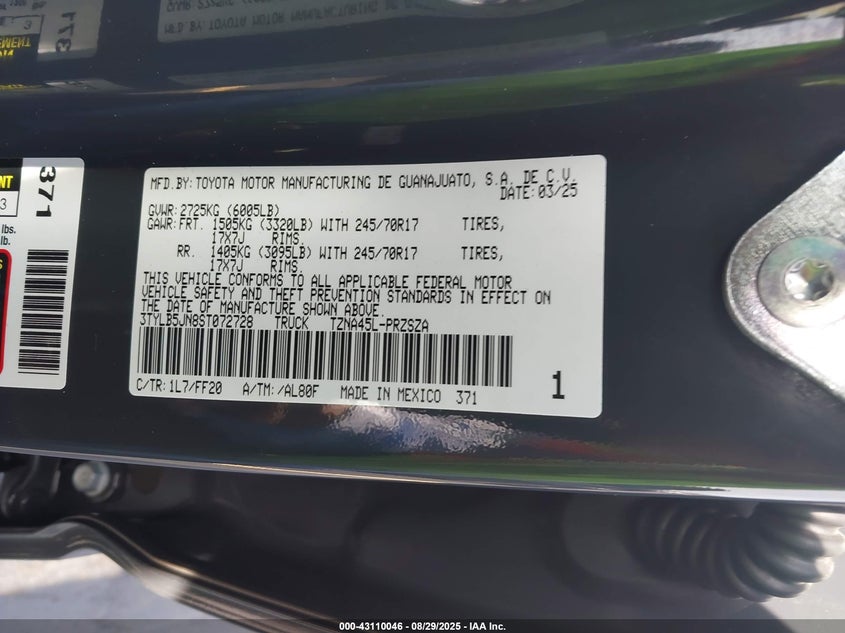 MFD.BY:TOYOTA MOTOR MANUFACTURING DE GUANAJUATO, S.A. DE C.V.
DATE:03/25
GVWR:2725KG (6005LB)
GAWR:FRT. 1505KG (3320LB) WITH 245/70R17 TIRES,
17X7J RIMS.
RR. 1405KG (3095LB) WITH 245/70R17 TIRES,
17X7J RIMS.
THIS VEHICLE CONFORMS TO ALL APPLICABLE FEDERAL MOTOR
VEHICLE SAFETY AND THEFT PREVENTION STANDARDS IN EFFECT ON
THE DATE OF MANUFACTURE SHOWN ABOVE.
3TYLB5JN8ST072728 TRUCK TZNA45L-PRZSZA
C/TR:1L7/FF20 A/TM:/AL80F MADE IN MEXICO 371
1
371
3
lbs.
lb.
000-43110046 - 08/29/2025 - IAA Inc.